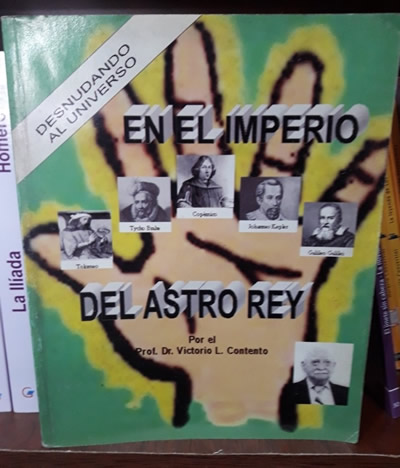 DESNUDANDO
AL UNIVERSO
EN EL IMPERIO
Copérnico
Tycho Brahe
Johannes Kepler
Galileo Galilei
DEL ASTRO REY
Por el
Prof. Dr. Victorio L. Contento
Homero
La Ilíada